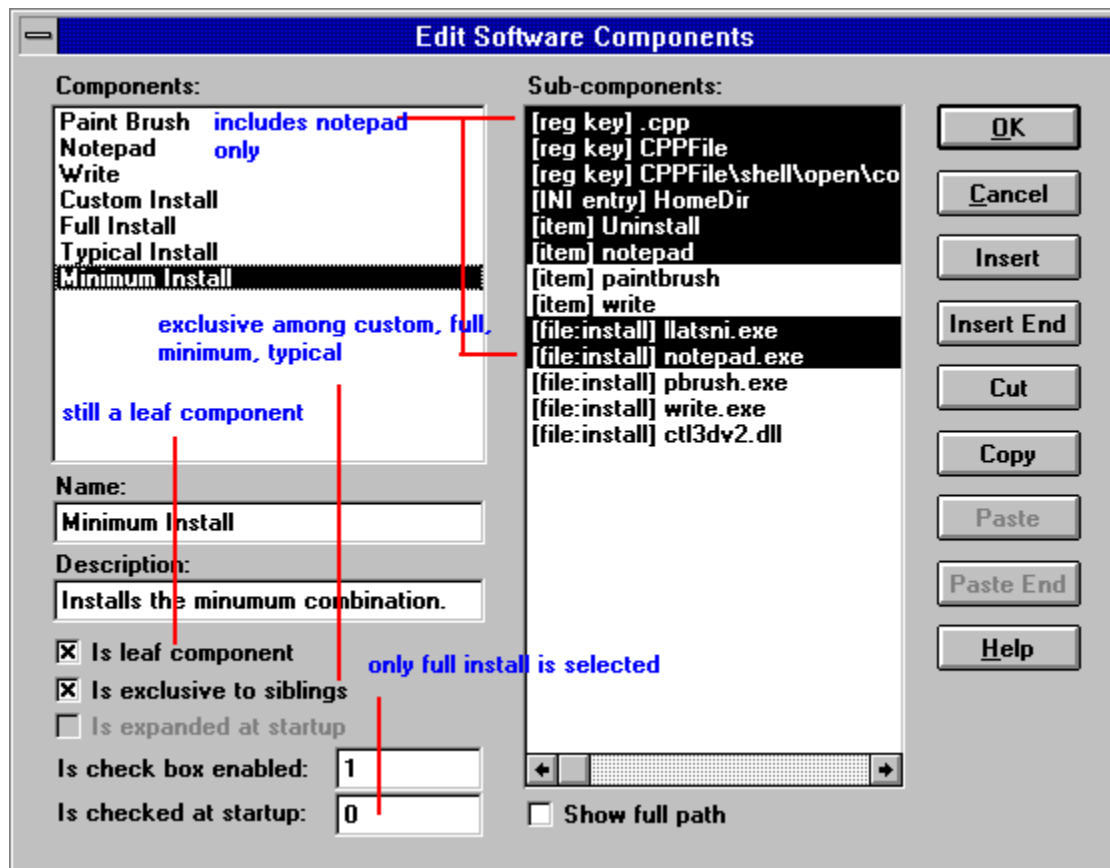 Edit Software Components
Components:
Paint Brush includes notepad
Notepad only
Write
Custom Install
Full Install
Typical Install
Minimum Install
exclusive among custom, full,
minimum, typical
still a leaf component
Name:
Minimum Install
Description:
Installs the minumum combination.
Is leaf component
Is exclusive to siblings
only full install is selected
Is expanded at startup
Is check box enabled: 1
Is checked at startup: 0
Sub-components:
[reg key] .cpp
[reg key] CPPFile
[reg key] CPPFile\shell\open\co
[INI entry] HomeDir
[item] Uninstall
[item] notepad
[item] paintbrush
[item] write
[file:install] llatsni.exe
[file:install] notepad.exe
[file:install] pbrush.exe
[file:install] write.exe
[file:install] ctl3dv2.dll
Show full path
OK
Cancel
Insert
Insert End
Cut
Copy
Paste
Paste End
Help